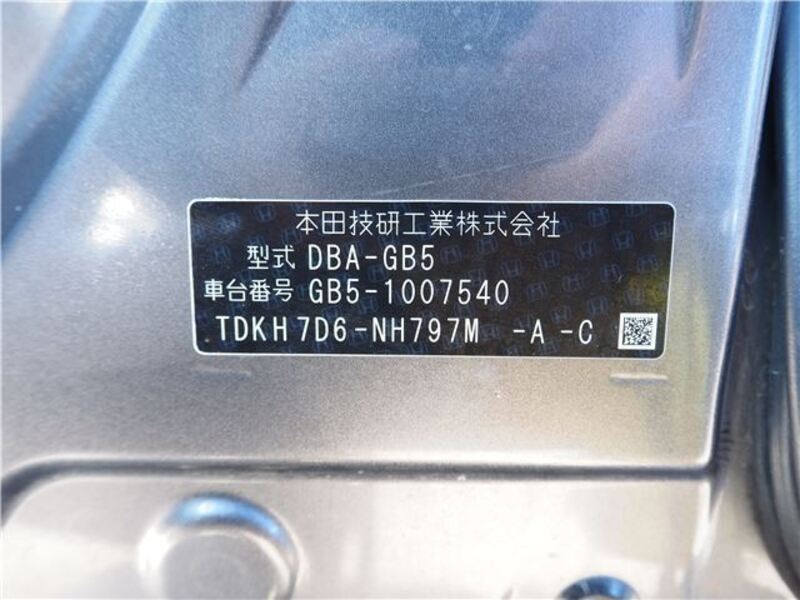 本田技研工業株式会社
型式 DBA-GB5
車台番号 GB5-1007540
TDKH7D6-NH797M -A-C